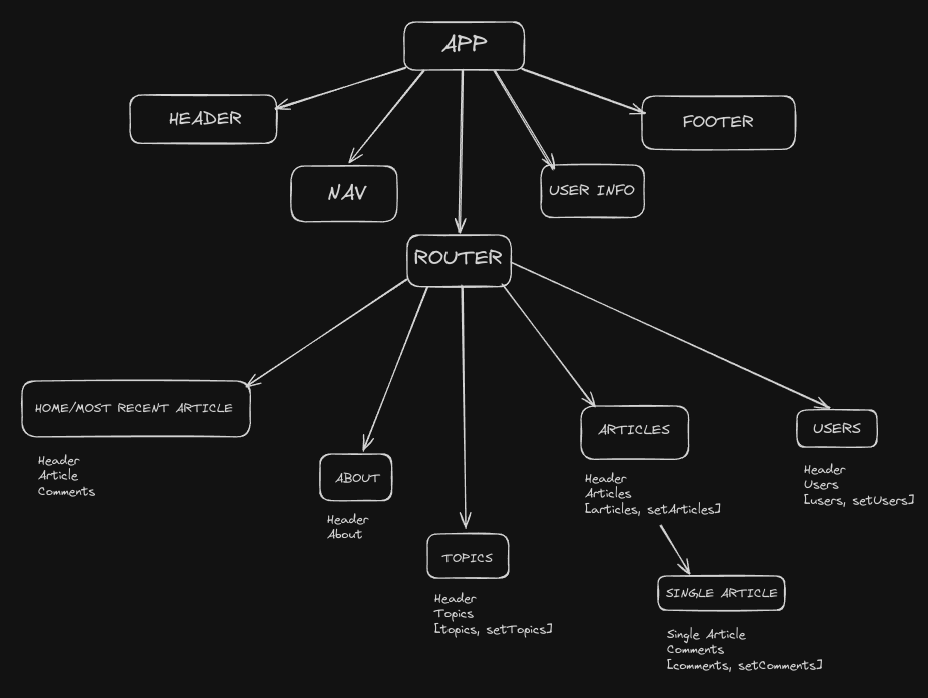 APP
HEADER
FOOTER
NAV
USER INFO
ROUTER
HOME/MOST RECENT ARTICLE
Header
Article
Comments
ABOUT
Header
About
TOPICS
Header
Topics
[topics, setTopics]
ARTICLES
Header
Articles
[articles, setArticles]
SINGLE ARTICLE
Single Article
Comments
[comments, setComments]
USERS
Header
Users
[users, setUsers]